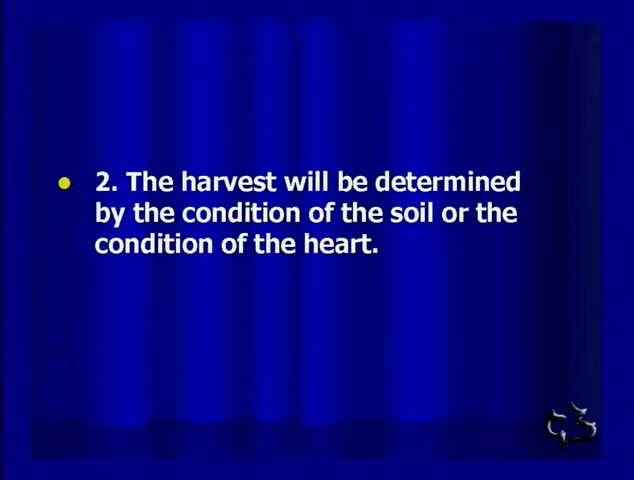 2. The harvest will be determined
by the condition of the soil or the
condition of the heart.